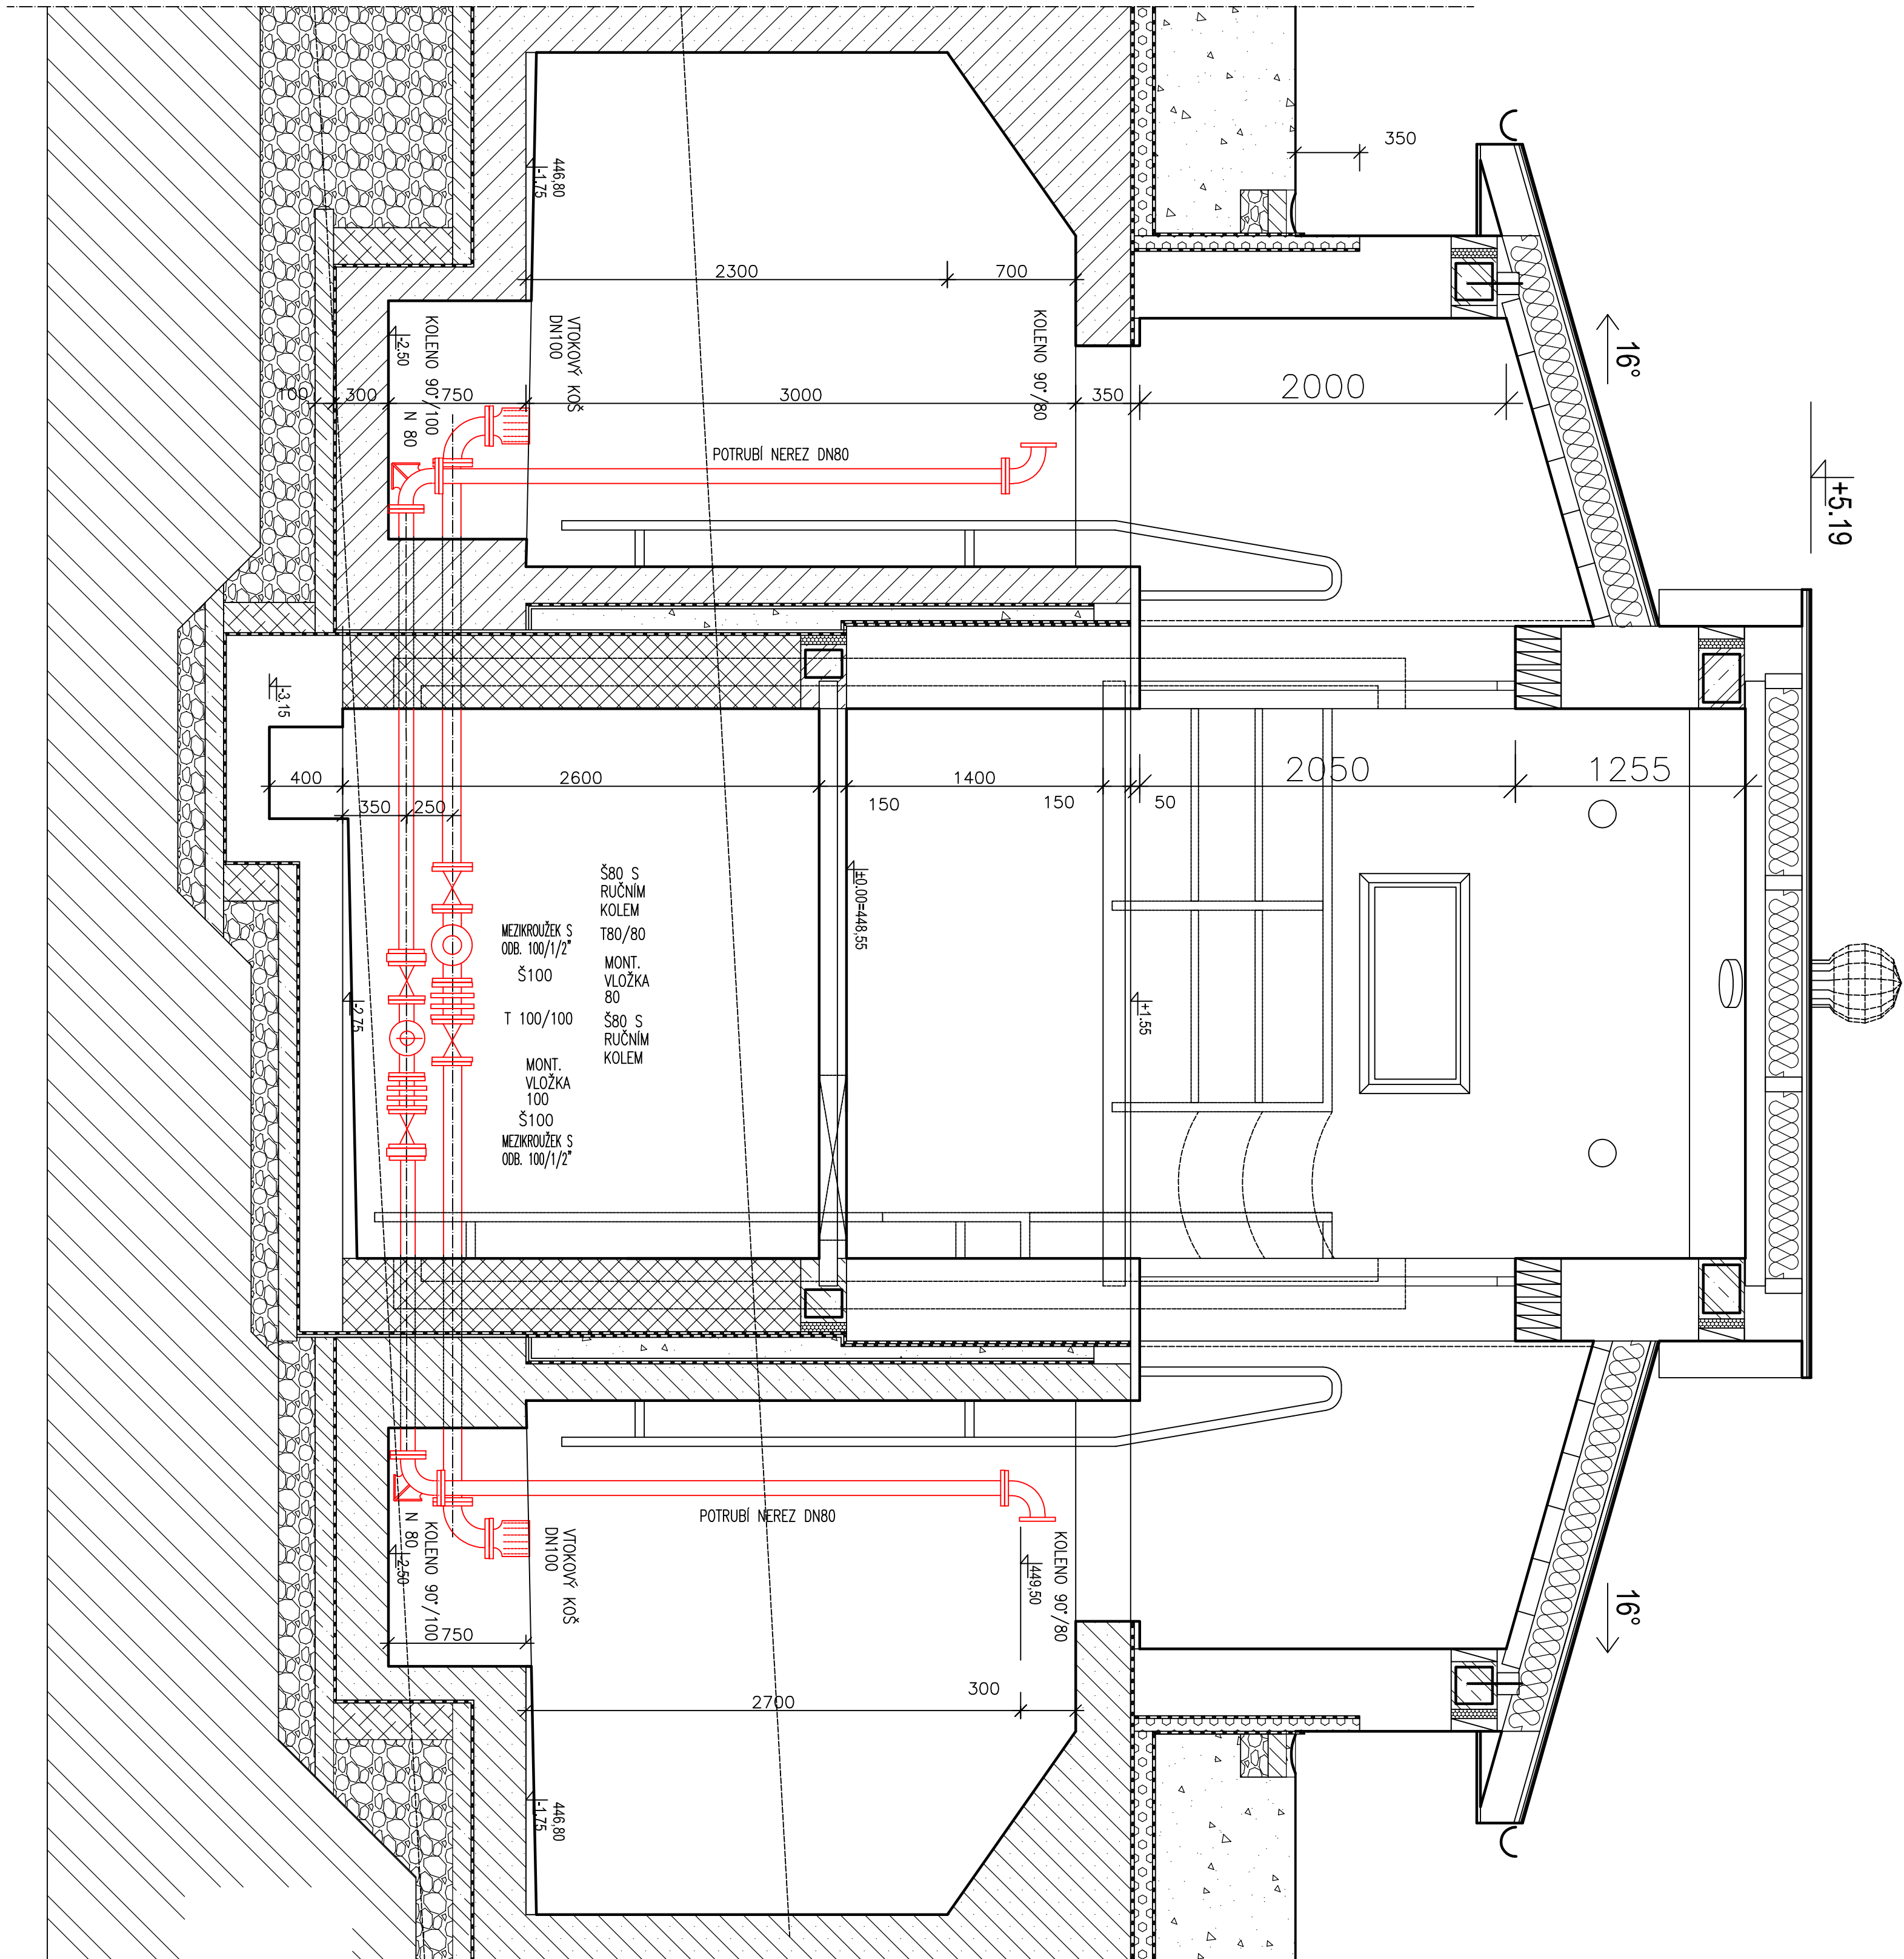 350
446,80
-1.75
2300
700
16°
+5.19
VTOKOVÝ KOŠ
DN100
KOLENO 90°/80
KOLENO 90°/100
N 80
-2,50
100
300
750
3000
350
2000
POTRUBÍ NEREZ DN80
-3,15
400
2600
150
1400
150
50
2050
1255
350
250
Š80 S
RUČNÍM
KOLEM
T80/80
MONT.
VLOŽKA
80
Š80 S
RUČNÍM
KOLEM
MEZIKROUŽEK S
ODB. 100/1/2"
Š100
T 100/100
MONT.
VLOŽKA
100
Š100
MEZIKROUŽEK S
ODB. 100/1/2"
±0.00=448,55
-2,75
+1.55
POTRUBÍ NEREZ DN80
VTOKOVÝ KOŠ
DN100
KOLENO 90°/80
449,50
KOLENO 90°/100
N 80
-2,50
750
16°
2700
300
446,80
-1.75